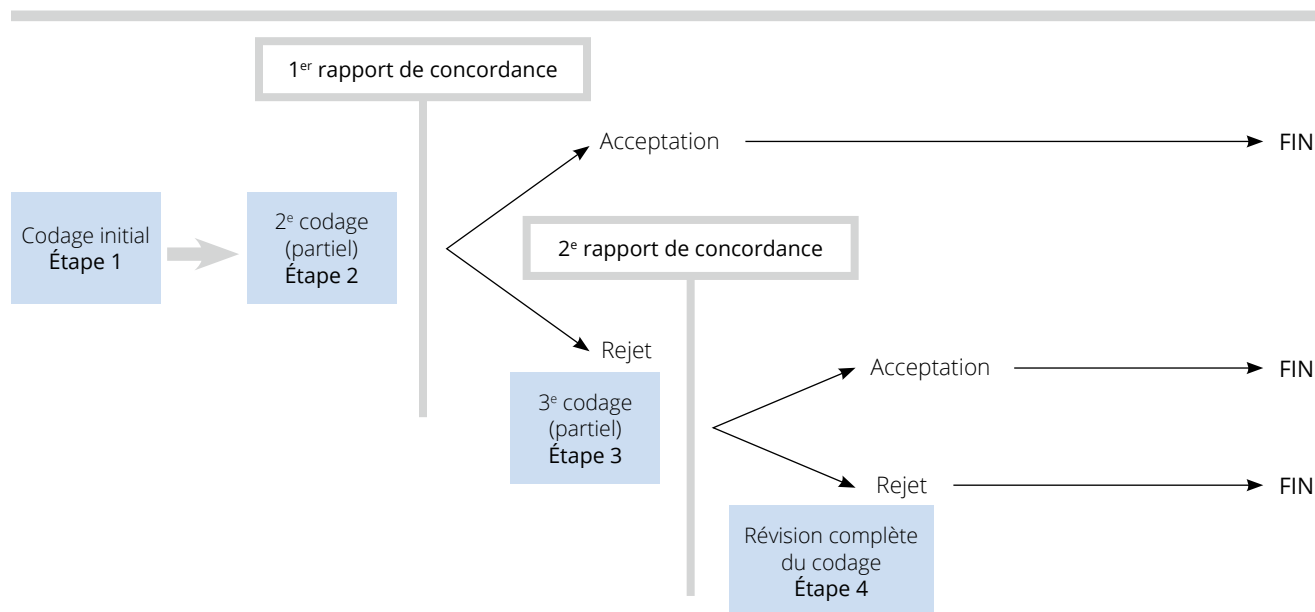 1er rapport de concordance
Acceptation
FIN
Codage initial
Étape 1
2e codage
(partiel)
Étape 2
2e rapport de concordance
Rejet
3e codage
(partiel)
Étape 3
Acceptation
FIN
Rejet
FIN
Révision complète
du codage
Étape 4